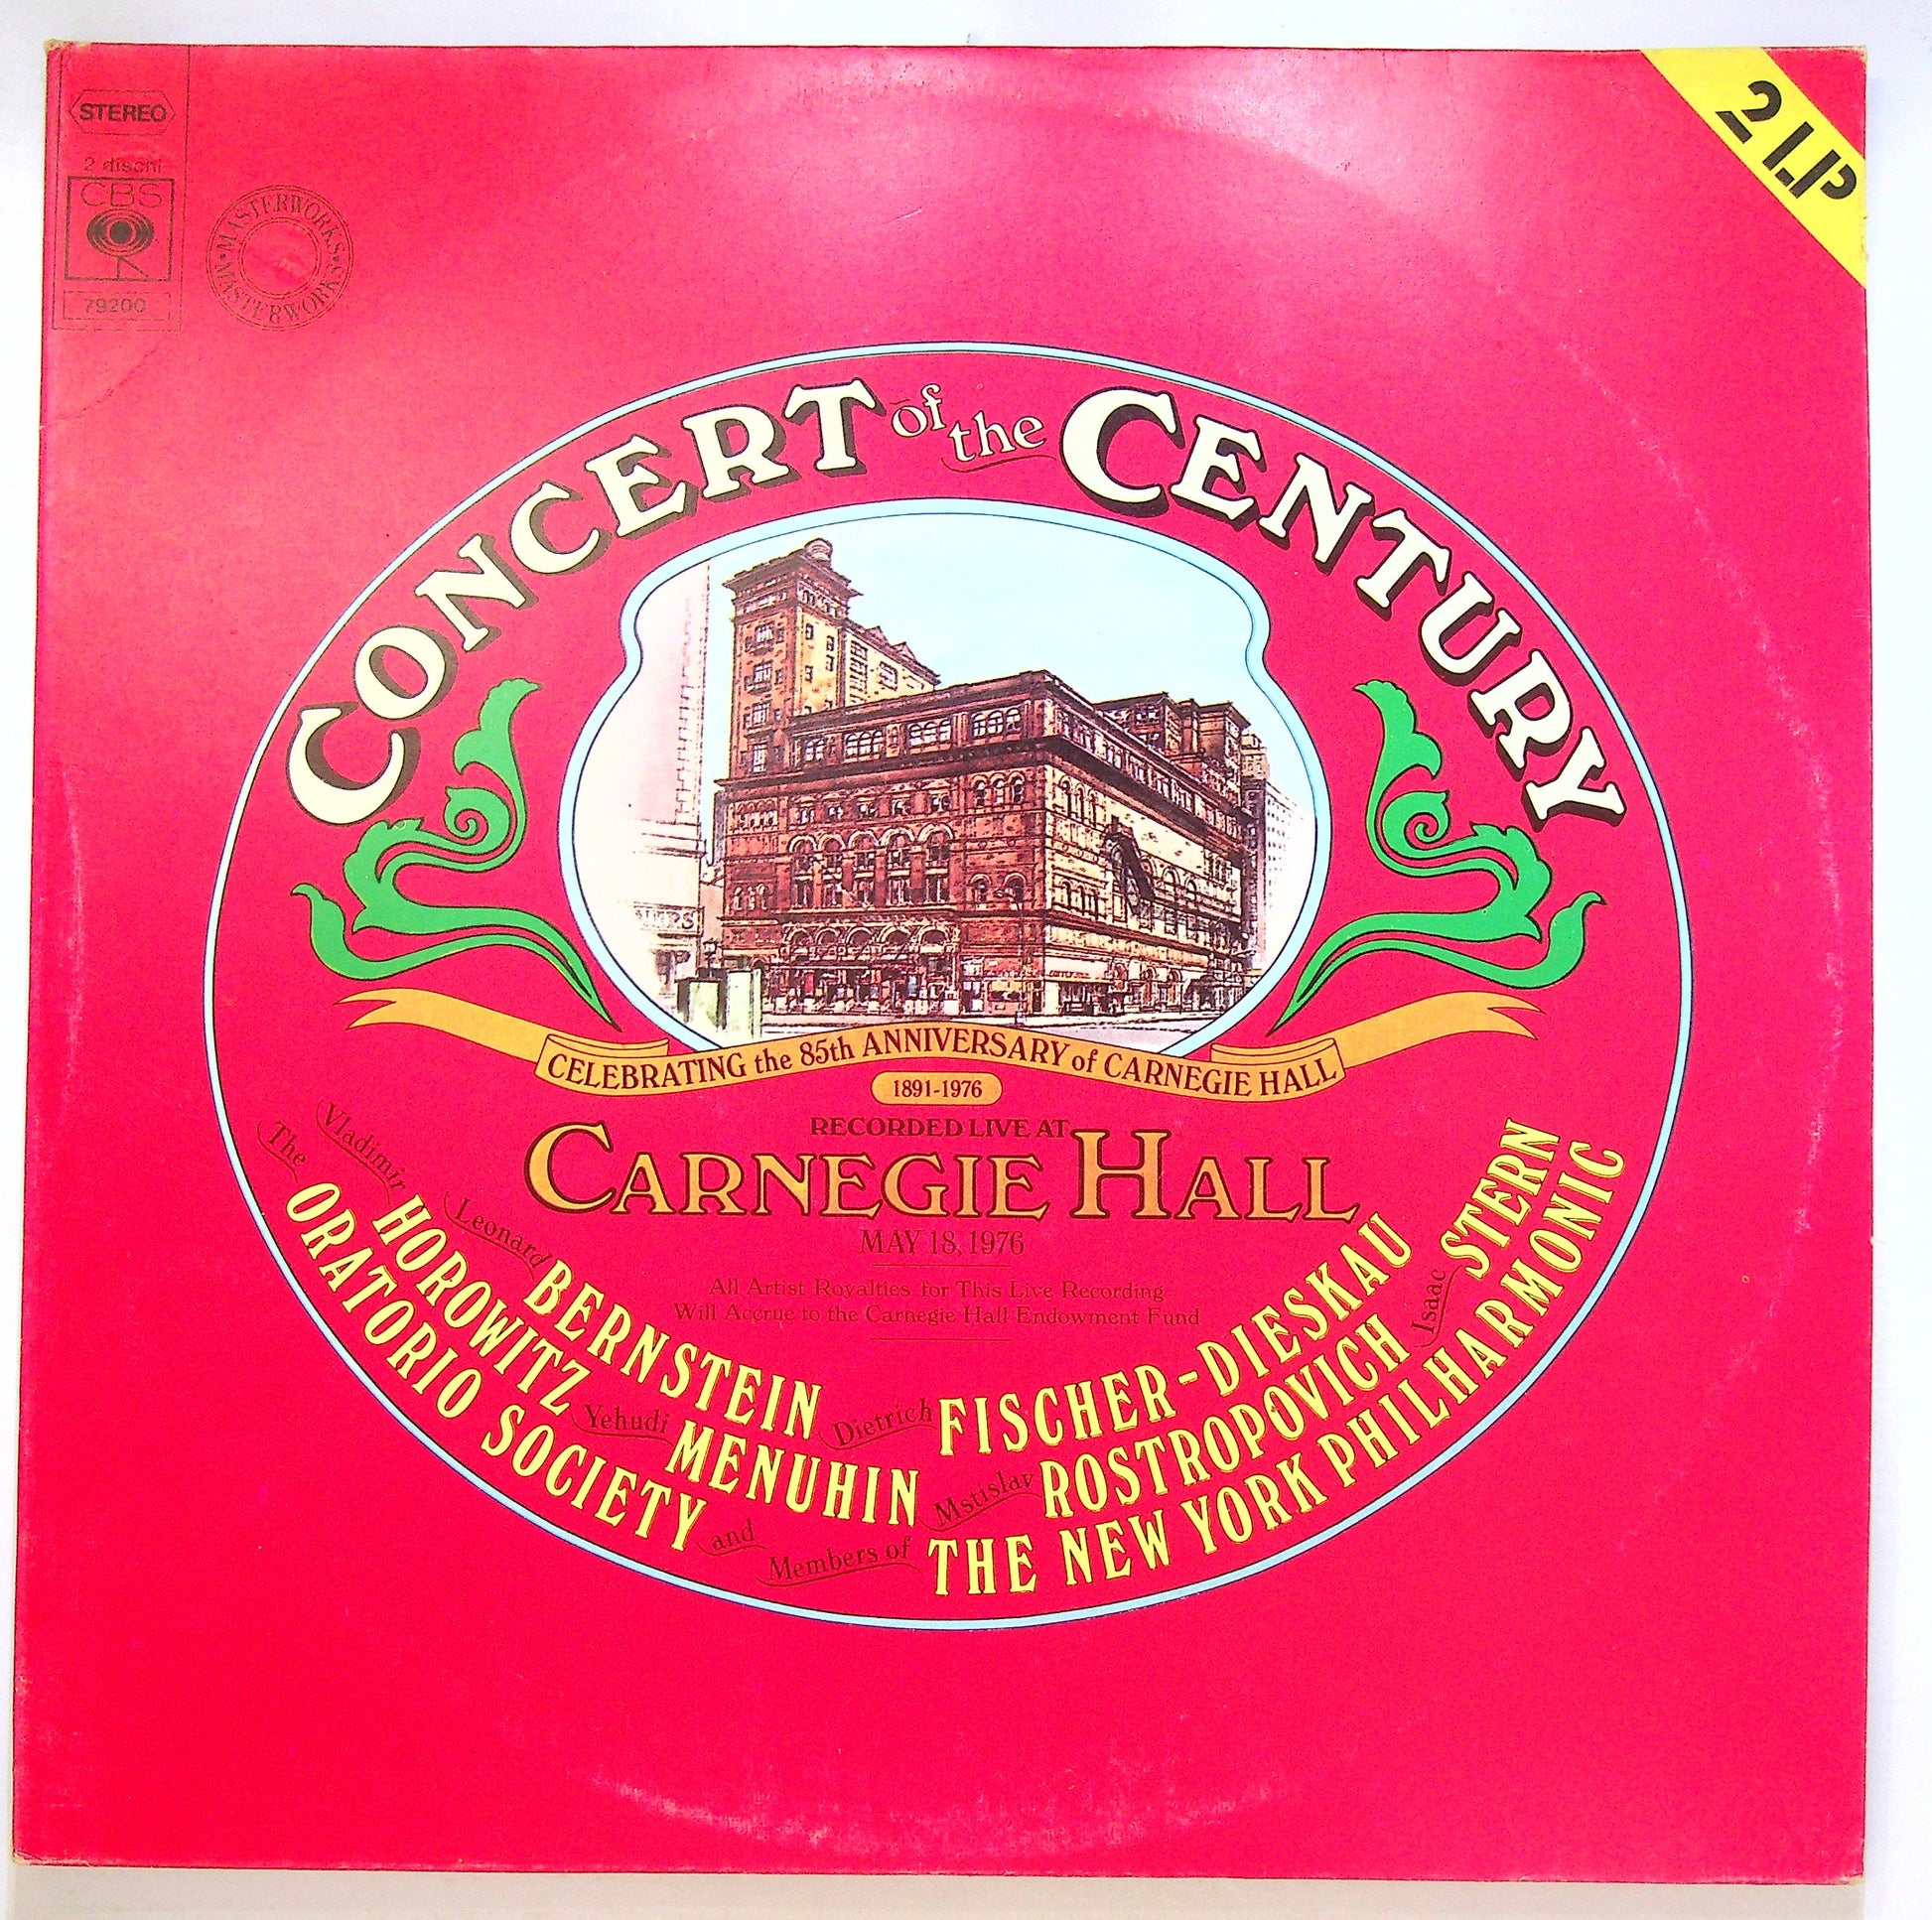 STEREO
2 dischi
CBS
79200
MASTERWORKS · MASTERWORKS ·
2 LP
CONCERT of the CENTURY
CELEBRATING the 85th ANNIVERSARY of CARNEGIE HALL
1891-1976
RECORDED LIVE AT
CARNEGIE HALL
MAY 18, 1976
All Artist Royalties for This Live Recording
Will Accrue to the Carnegie Hall Endowment Fund
Leonard BERNSTEIN Dietrich FISCHER-DIESKAU
Vladimir HOROWITZ Yehudi MENUHIN Mstislav ROSTROPOVICH Isaac STERN
The ORATORIO SOCIETY and Members of THE NEW YORK PHILHARMONIC